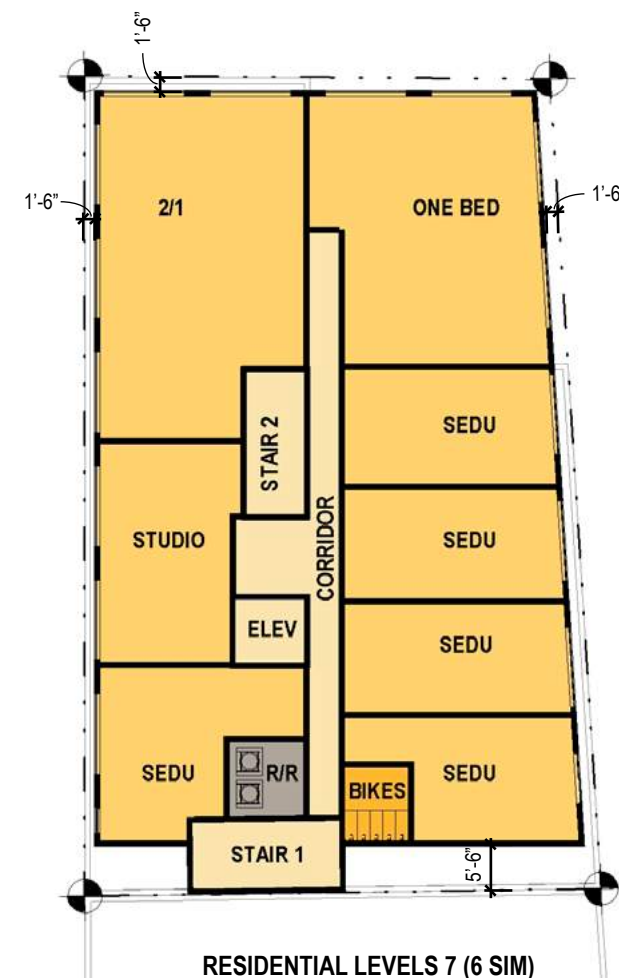 1'-6"
2/1
ONE BED
1'-6"
1'-6
STAIR 2
SEDU
STUDIO
CORRIDOR
SEDU
ELEV
SEDU
SEDU
R/R
SEDU
BIKES
STAIR 1
5'-6"
RESIDENTIAL LEVELS 7 (6 SIM)